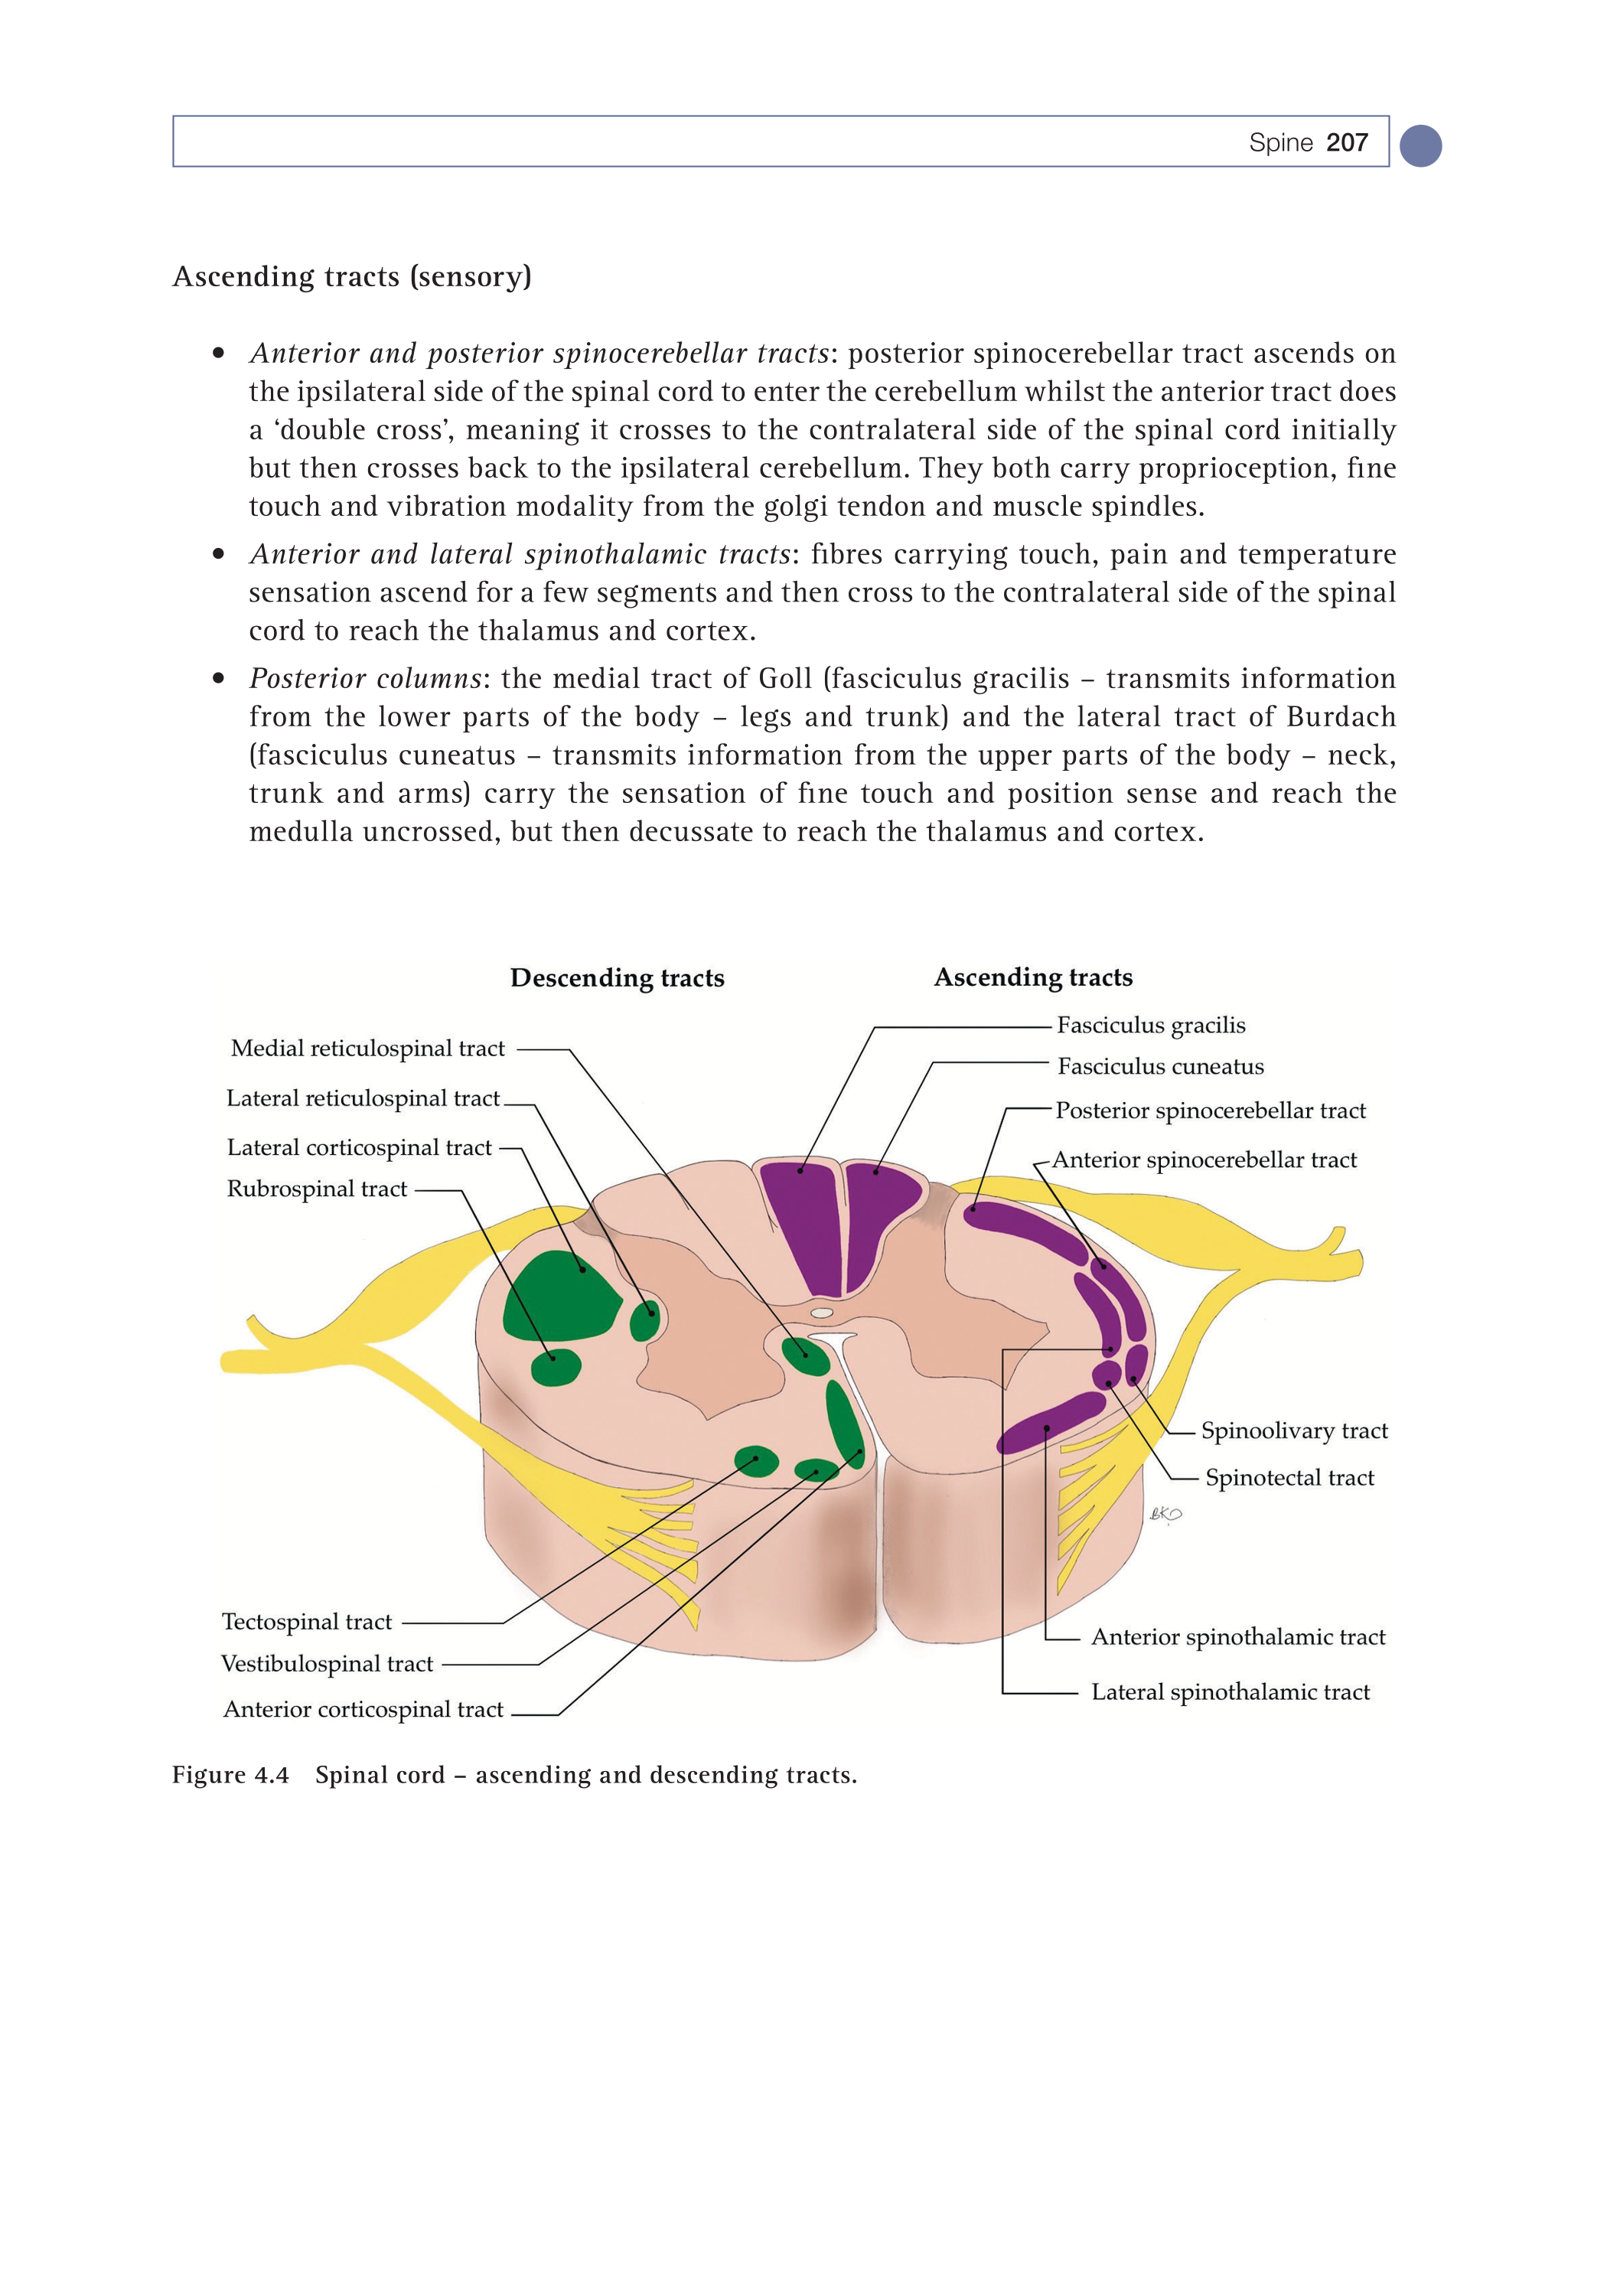 Spine 207
Ascending tracts (sensory)
• Anterior and posterior spinocerebellar tracts: posterior spinocerebellar tract ascends on
the ipsilateral side of the spinal cord to enter the cerebellum whilst the anterior tract does
a ‘double cross’, meaning it crosses to the contralateral side of the spinal cord initially
but then crosses back to the ipsilateral cerebellum. They both carry proprioception, fine
touch and vibration modality from the golgi tendon and muscle spindles.
• Anterior and lateral spinothalamic tracts: fibres carrying touch, pain and temperature
sensation ascend for a few segments and then cross to the contralateral side of the spinal
cord to reach the thalamus and cortex.
• Posterior columns: the medial tract of Goll (fasciculus gracilis – transmits information
from the lower parts of the body – legs and trunk) and the lateral tract of Burdach
(fasciculus cuneatus – transmits information from the upper parts of the body – neck,
trunk and arms) carry the sensation of fine touch and position sense and reach the
medulla uncrossed, but then decussate to reach the thalamus and cortex.
Descending tracts
Ascending tracts
Medial reticulospinal tract
Lateral reticulospinal tract
Lateral corticospinal tract
Rubrospinal tract
Fasciculus gracilis
Fasciculus cuneatus
Posterior spinocerebellar tract
Anterior spinocerebellar tract
Spinoolivary tract
Spinotectal tract
Tectospinal tract
Vestibulospinal tract
Anterior corticospinal tract
Anterior spinothalamic tract
Lateral spinothalamic tract
Figure 4.4 Spinal cord – ascending and descending tracts.